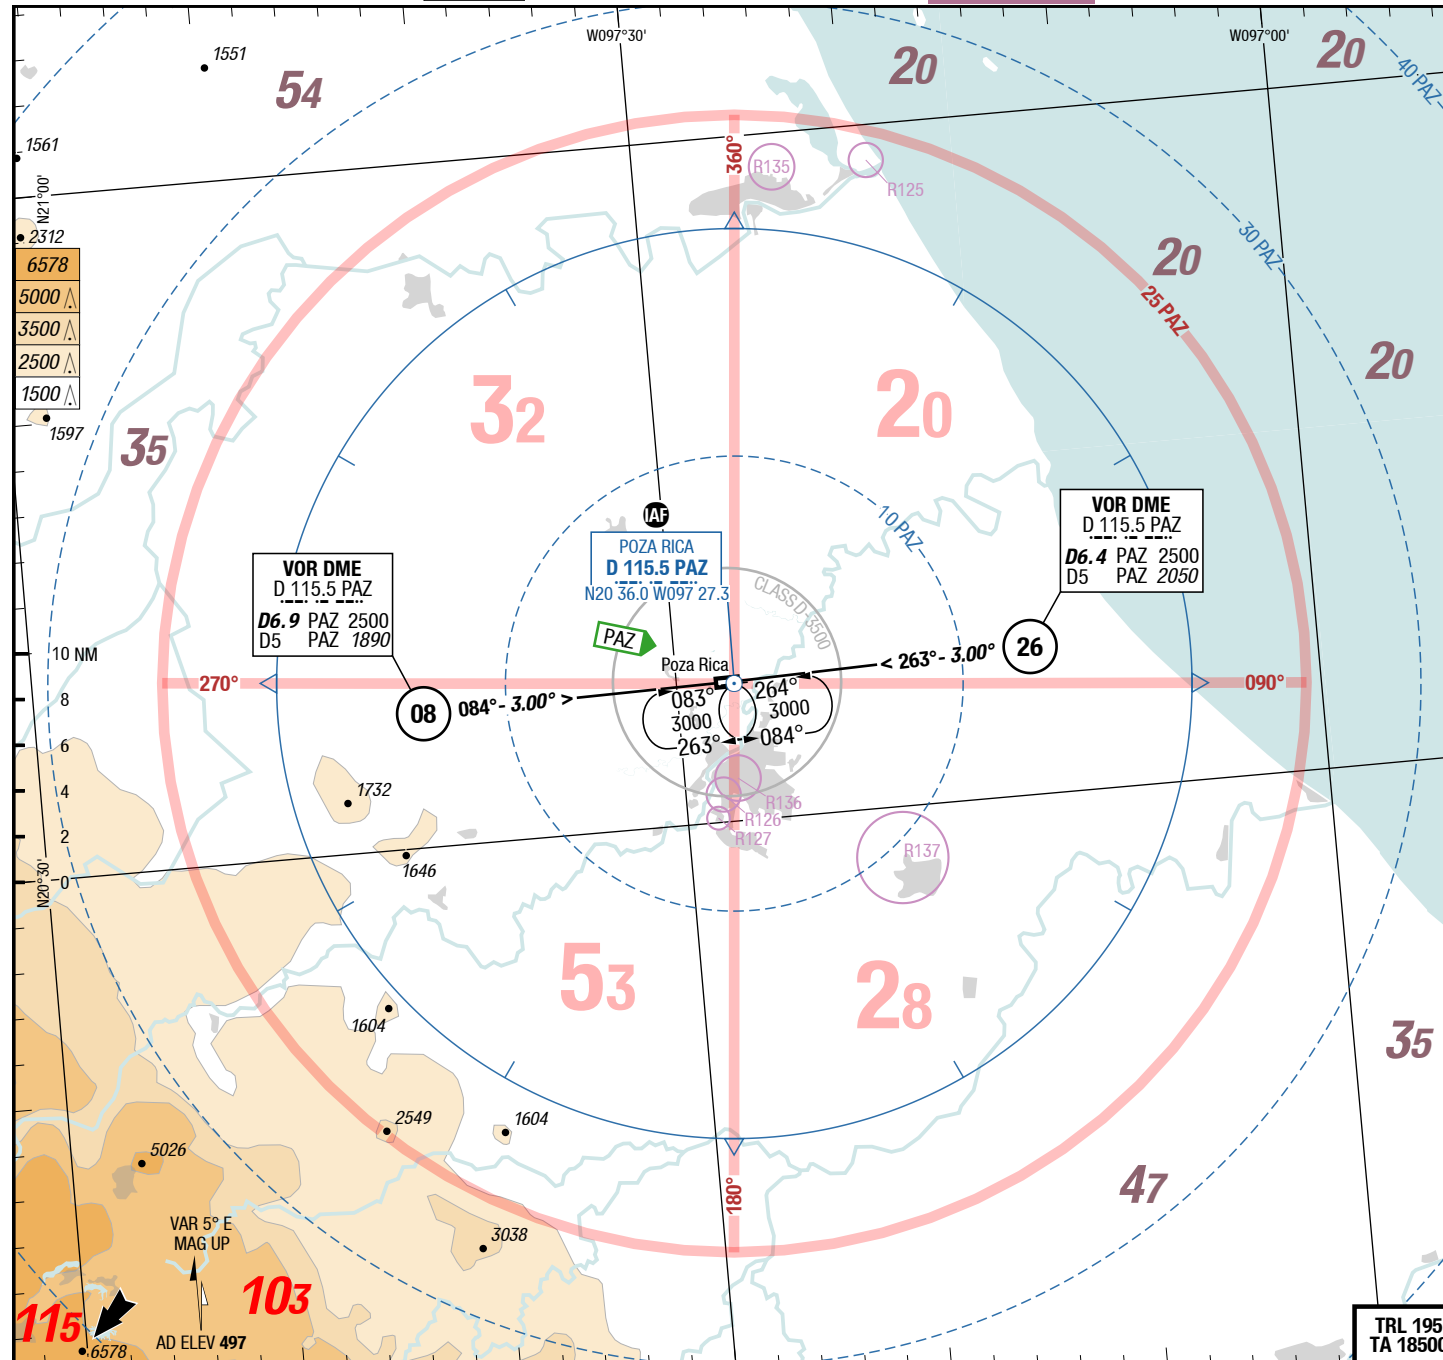 W097°30'
W097°00'
1551
54
20
20
40 PAZ
1561
N21°00'
360°
R135
R125
2312
30 PAZ
20
6578
5000
3500
2500
1500
25 PAZ
20
1597
35
32
20
IAF
10 PAZ
VOR DME
D 115.5 PAZ
D6.4 PAZ 2500
D5 PAZ 2050
POZA RICA
D 115.5 PAZ
N20 36.0 W097 27.3
VOR DME
D 115.5 PAZ
D6.9 PAZ 2500
D5 PAZ 1890
CLASS D-3500
PAZ
Poza Rica
< 263°- 3.00°
26
10 NM
8
6
4
2
0
270°
090°
08
084°- 3.00° >
083°
3000
263°
264°
3000
084°
1732
R136
R126
R127
1646
R137
N20°30'
53
28
1604
35
2549
1604
5026
180°
47
VAR 5° E
MAG UP
3038
103
115
6578
AD ELEV 497
TRL 195
TA 18500